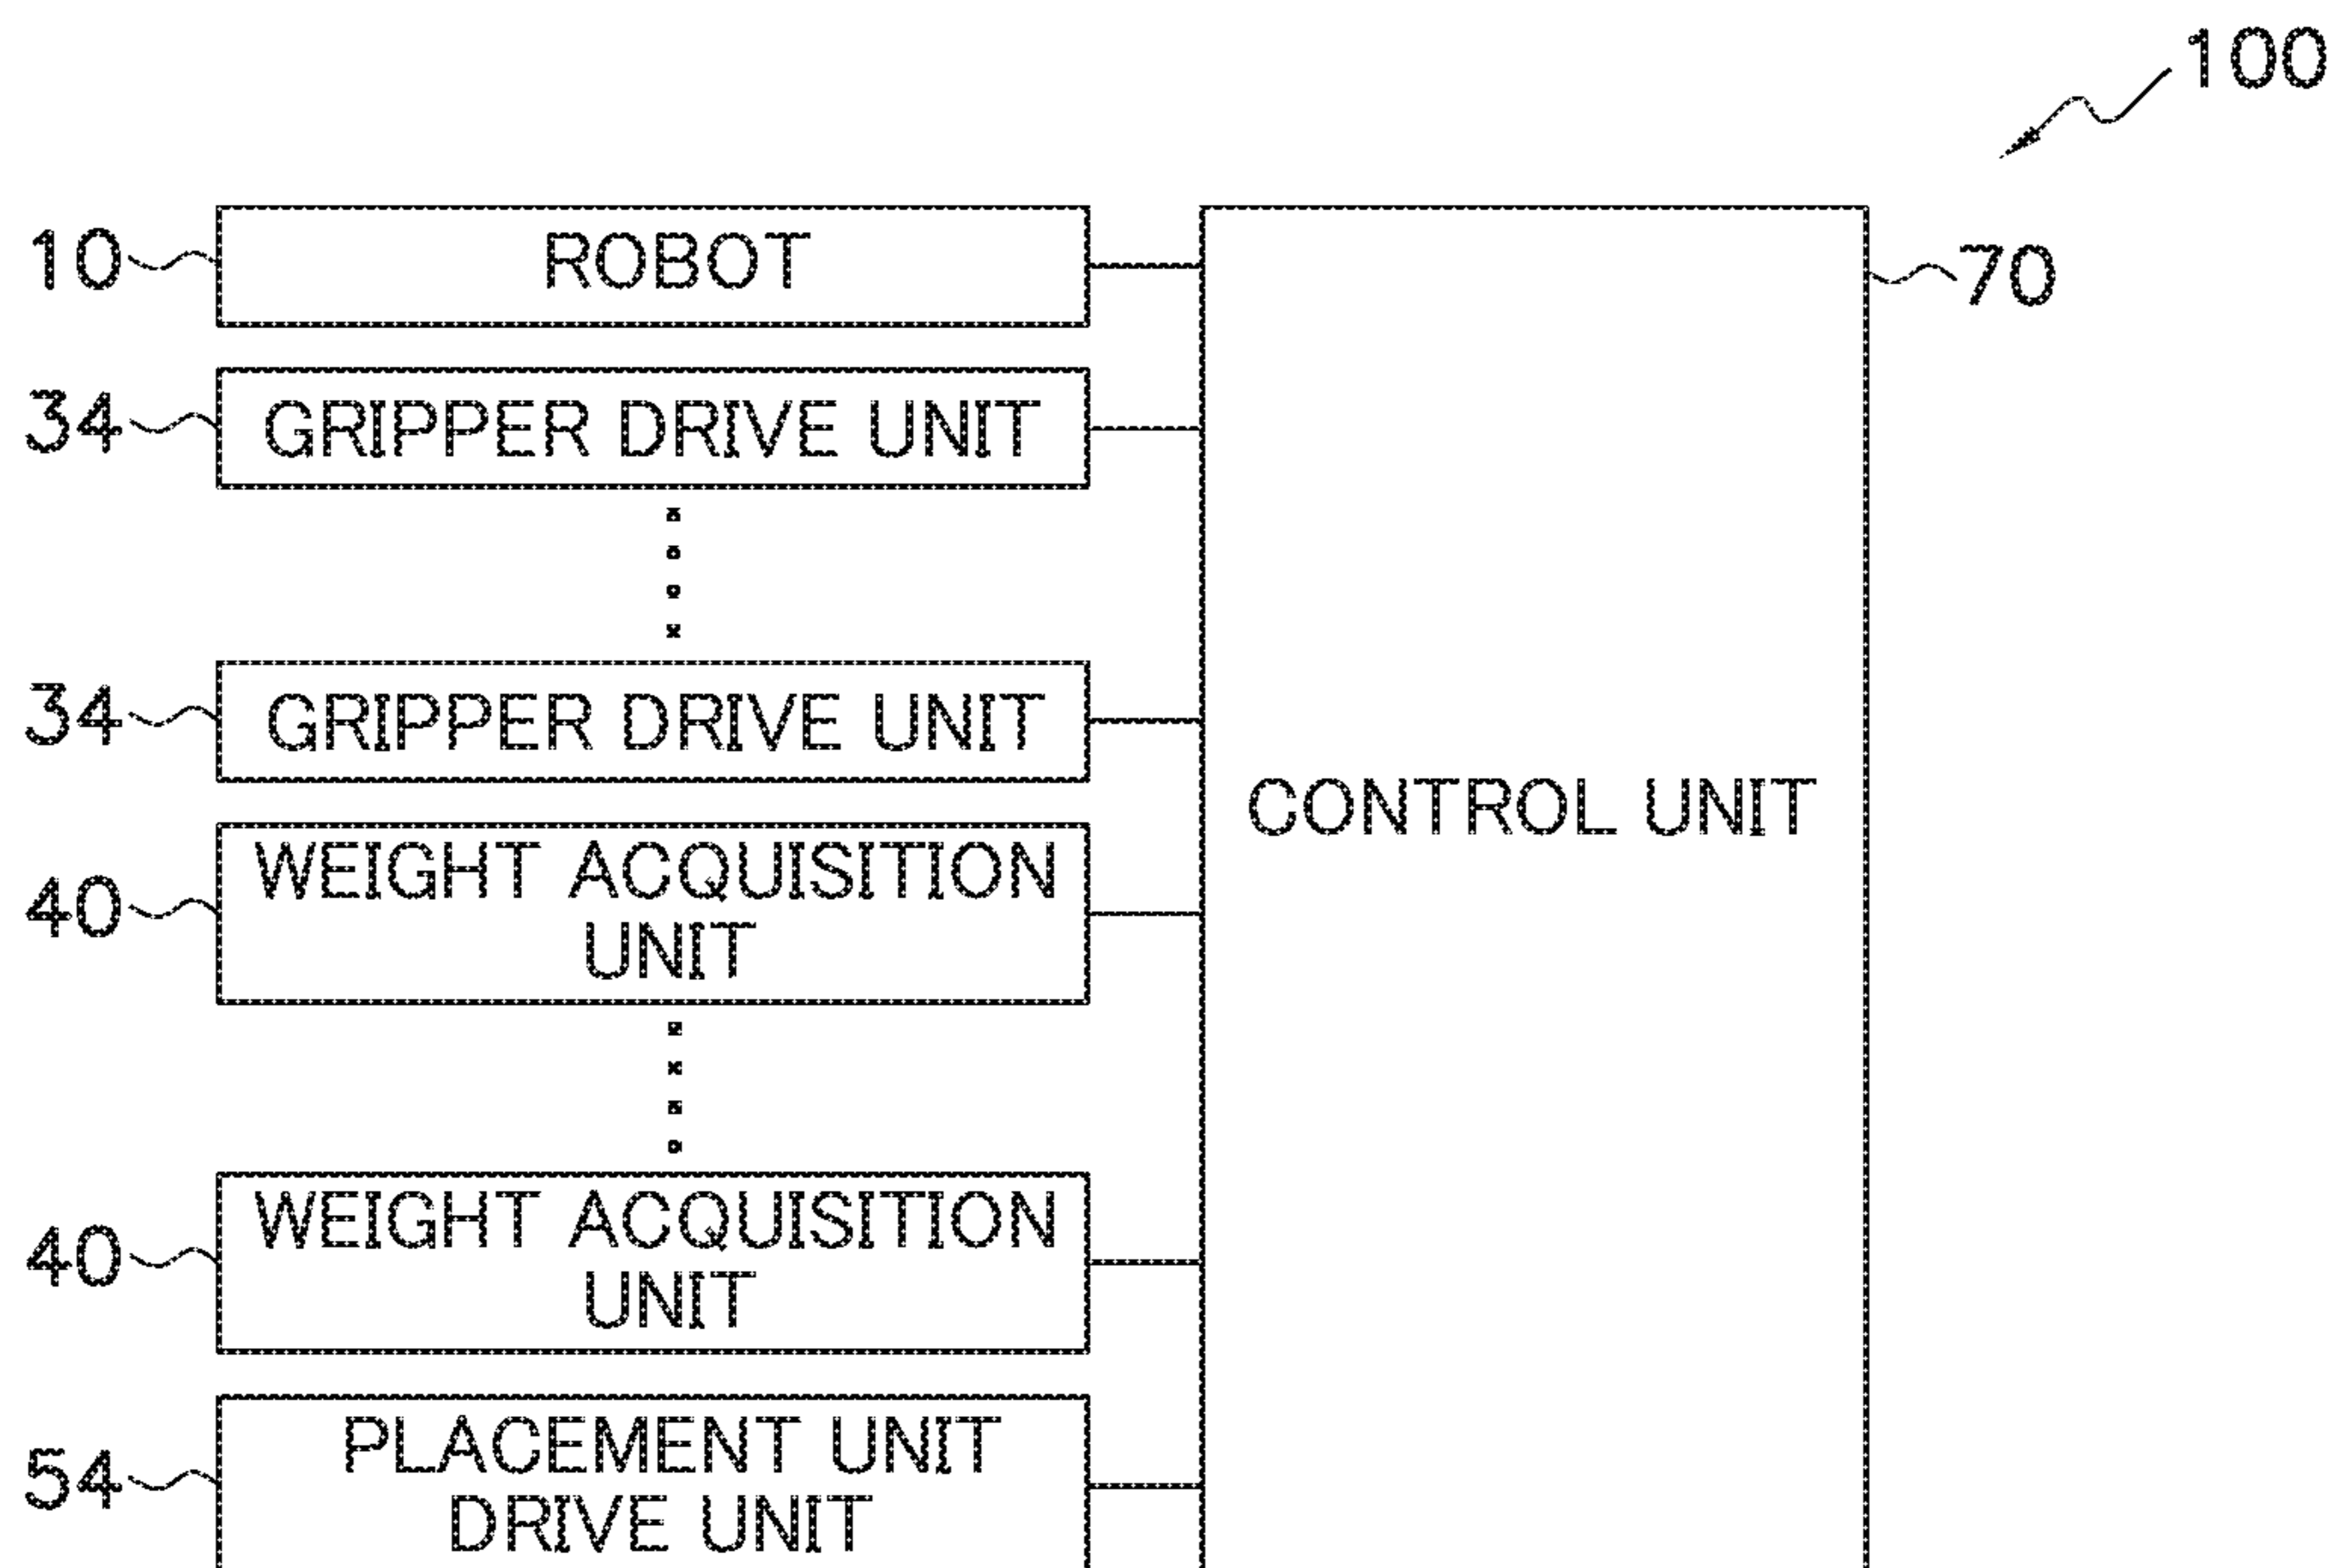 100
10 ROBOT
70
34 GRIPPER DRIVE UNIT
34 GRIPPER DRIVE UNIT
CONTROL UNIT
40 WEIGHT ACQUISITION
UNIT
40 WEIGHT ACQUISITION
UNIT
54 PLACEMENT UNIT
DRIVE UNIT